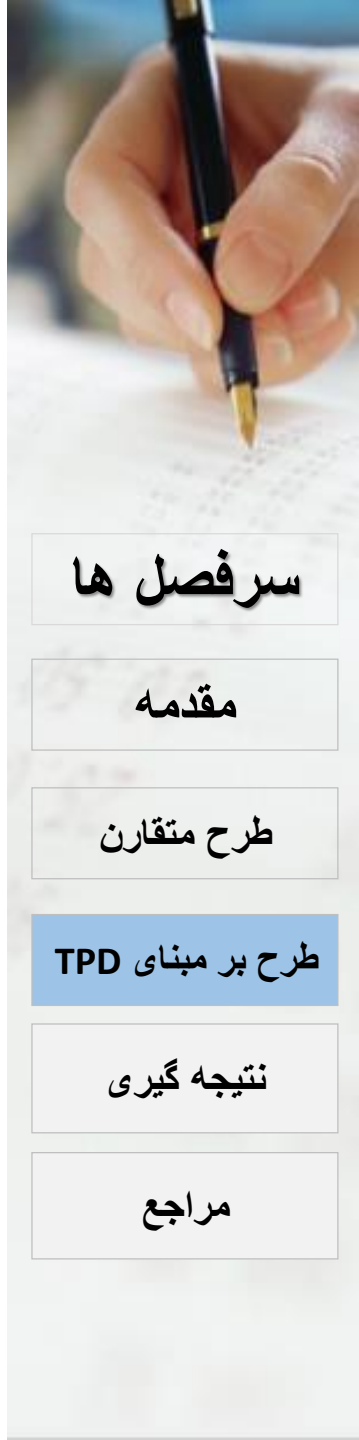 سرفصل ها
مقدمه
طرح متقارن
طرح بر مبنای TPD
نتیجه گیری
مراجع